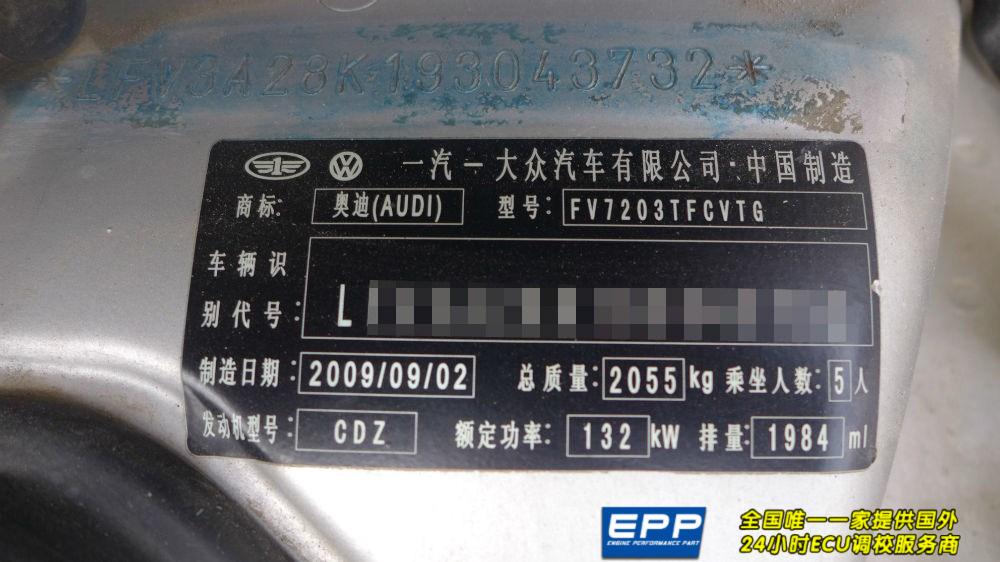 *LFV3A28K193043732*
一汽－大众汽车有限公司·中国制造
商标: 奥迪(AUDI) 型号: FV7203TFCVTG
车辆识
别代号: L
制造日期: 2009/09/02 总质量: 2055 kg 乘坐人数: 5 人
发动机型号: CDZ 额定功率: 132 kW 排量: 1984 ml
EPP
ENGINE PERFORMANCE PART
全国唯一一家提供国外
24小时ECU调校服务商